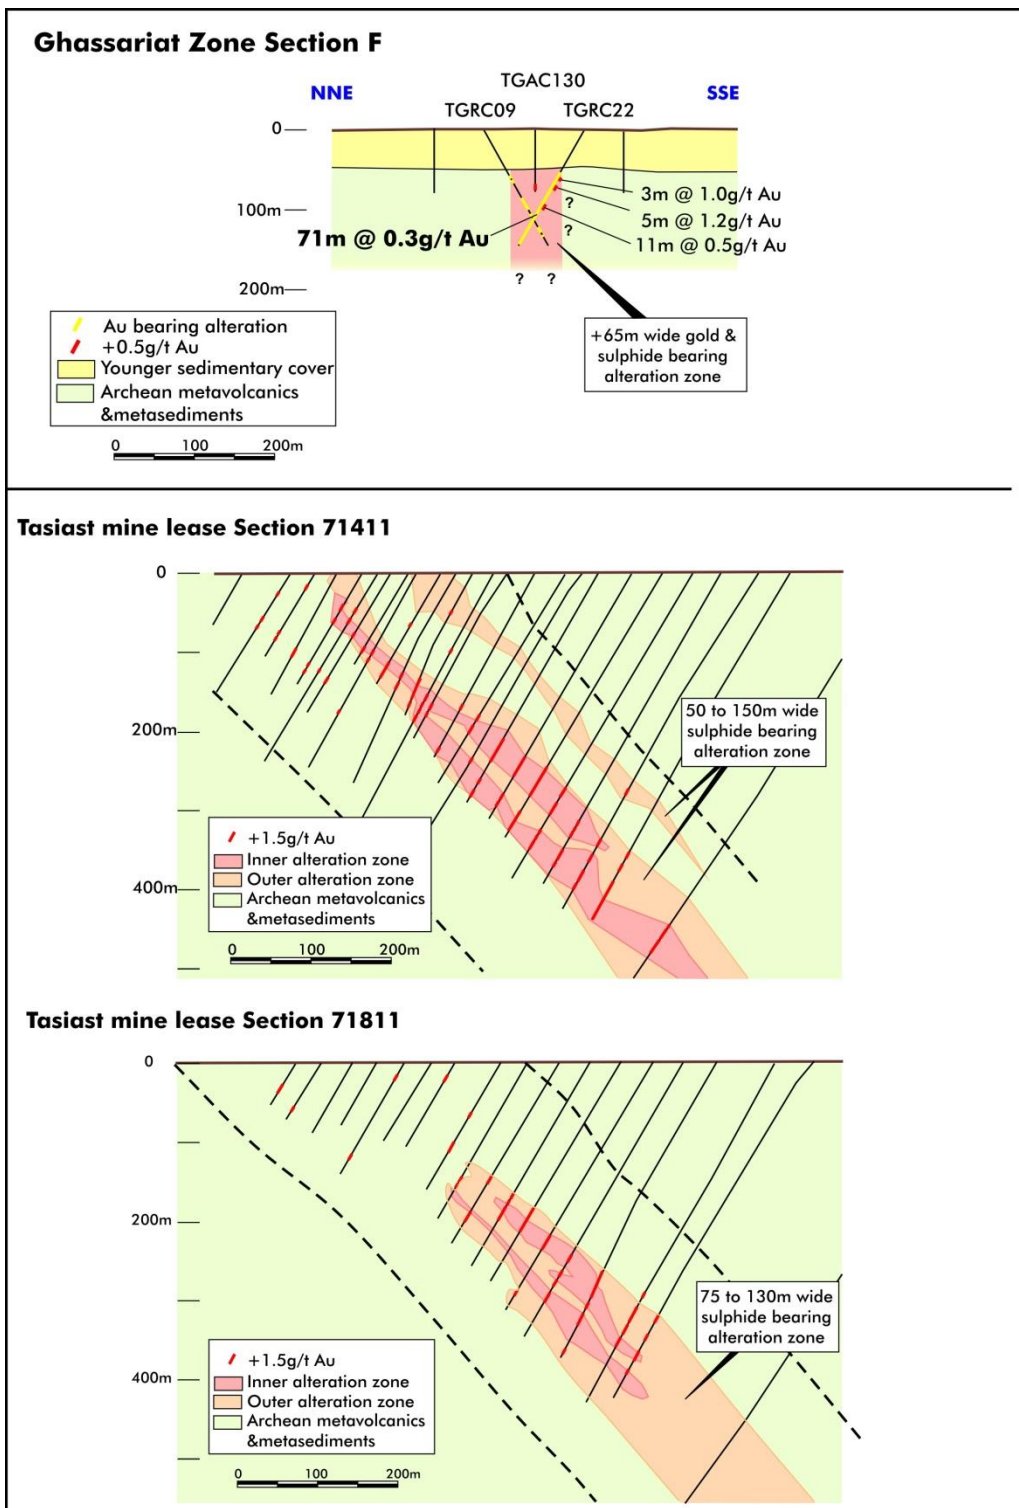 Ghassariat Zone Section F
TGAC130
NNE
SSE
TGRC09
TGRC22
0
3m @ 1.0g/t Au
?
100m
5m @ 1.2g/t Au
?
71m @ 0.3g/t Au
11m @ 0.5g/t Au
? ?
200m
+65m wide gold &
sulphide bearing
alteration zone
Au bearing alteration
+0.5g/t Au
Younger sedimentary cover
Archean metavolcanics
&metasediments
0 100 200m
Tasiast mine lease Section 71411
0
200m
400m
50 to 150m wide
sulphide bearing
alteration zone
+1.5g/t Au
Inner alteration zone
Outer alteration zone
Archean metavolcanics
&metasediments
0 100 200m
Tasiast mine lease Section 71811
0
200m
400m
75 to 130m wide
sulphide bearing
alteration zone
+1.5g/t Au
Inner alteration zone
Outer alteration zone
Archean metavolcanics
&metasediments
0 100 200m